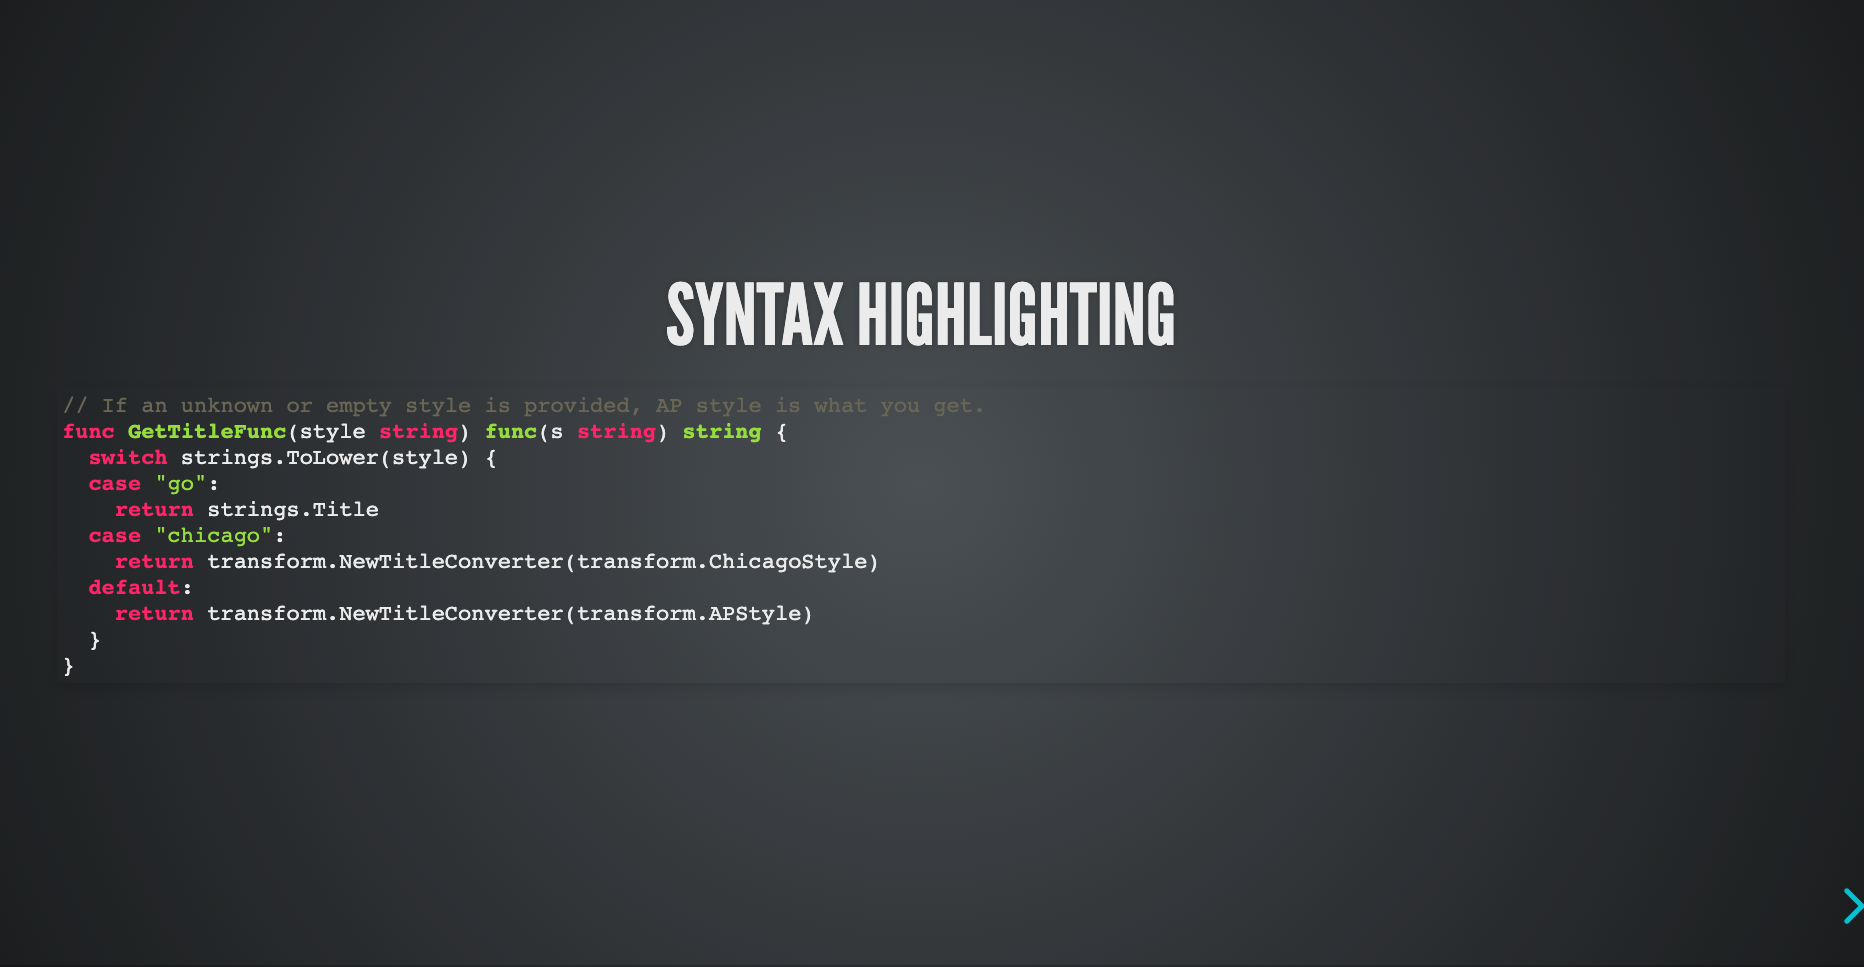 SYNTAX HIGHLIGHTING
// If an unknown or empty style is provided, AP style is what you get.
func GetTitleFunc(style string) func(s string) string {
  switch strings.ToLower(style) {
  case "go":
    return strings.Title
  case "chicago":
    return transform.NewTitleConverter(transform.ChicagoStyle)
  default:
    return transform.NewTitleConverter(transform.APStyle)
  }
}